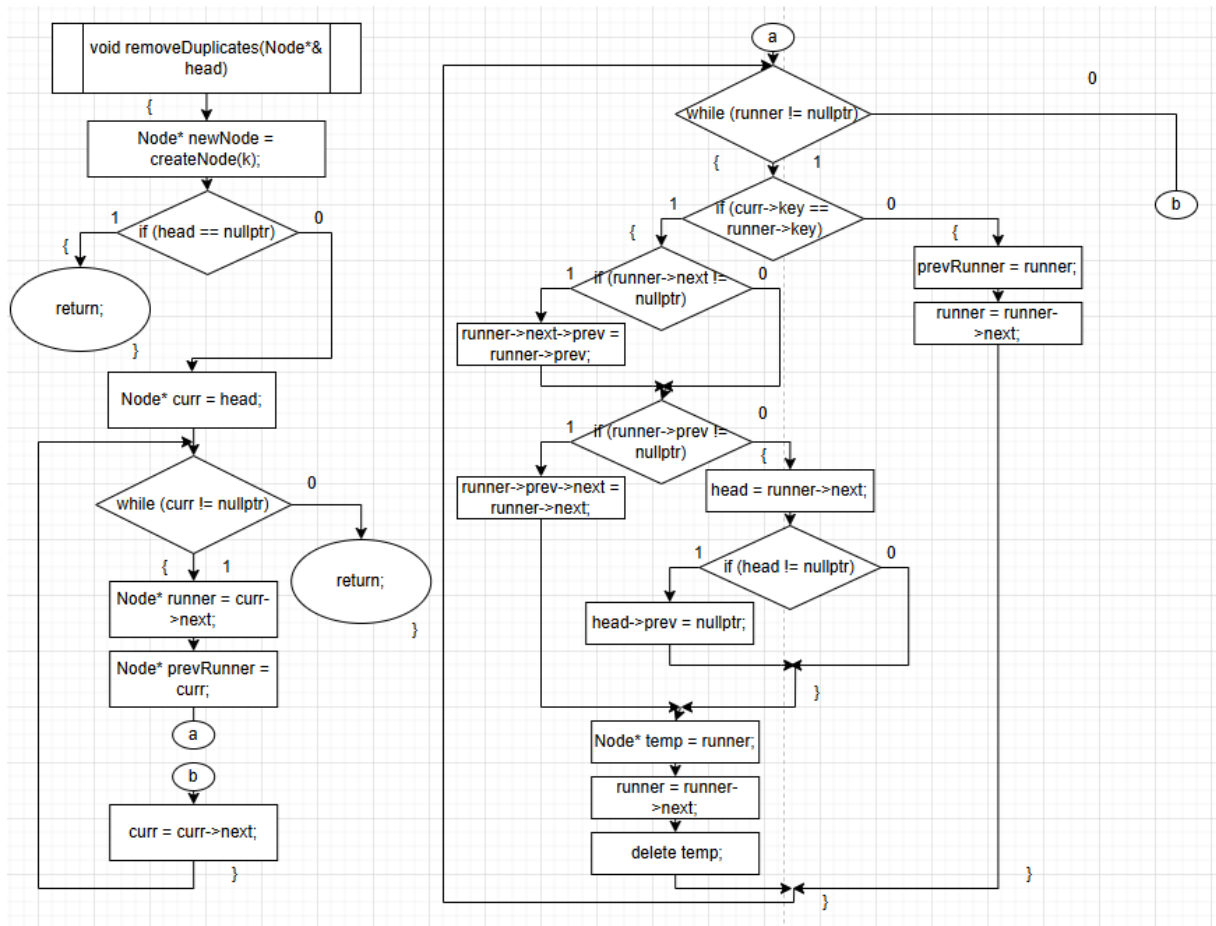 void removeDuplicates(Node*&
head)
{
Node* newNode =
createNode(k);
1
0
if (head == nullptr)
{
return;
}
Node* curr = head;
0
while (curr != nullptr)
{
1
return;
}
Node* runner = curr-
>next;
Node* prevRunner =
curr;
a
b
curr = curr->next;
}
a
0
while (runner != nullptr)
{
1
b
1
if (curr->key ==
runner->key)
0
{
{
prevRunner = runner;
runner = runner-
>next;
1
if (runner->next !=
nullptr)
0
runner->next->prev =
runner->prev;
1
if (runner->prev !=
nullptr)
0
{
runner->prev->next =
runner->next;
head = runner->next;
1
if (head != nullptr)
0
head->prev = nullptr;
}
Node* temp = runner;
runner = runner-
>next;
delete temp;
}
}